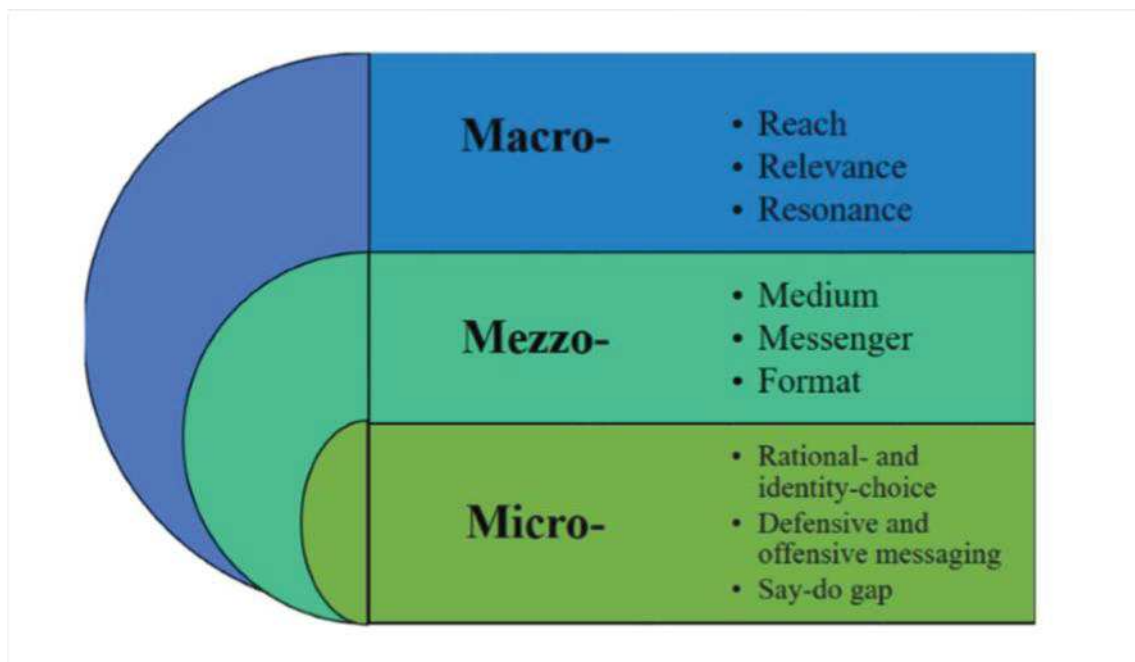 Macro-
• Reach
• Relevance
• Resonance
Mezzo-
• Medium
• Messenger
• Format
Micro-
• Rational- and
identity-choice
• Defensive and
offensive messaging
• Say-do gap